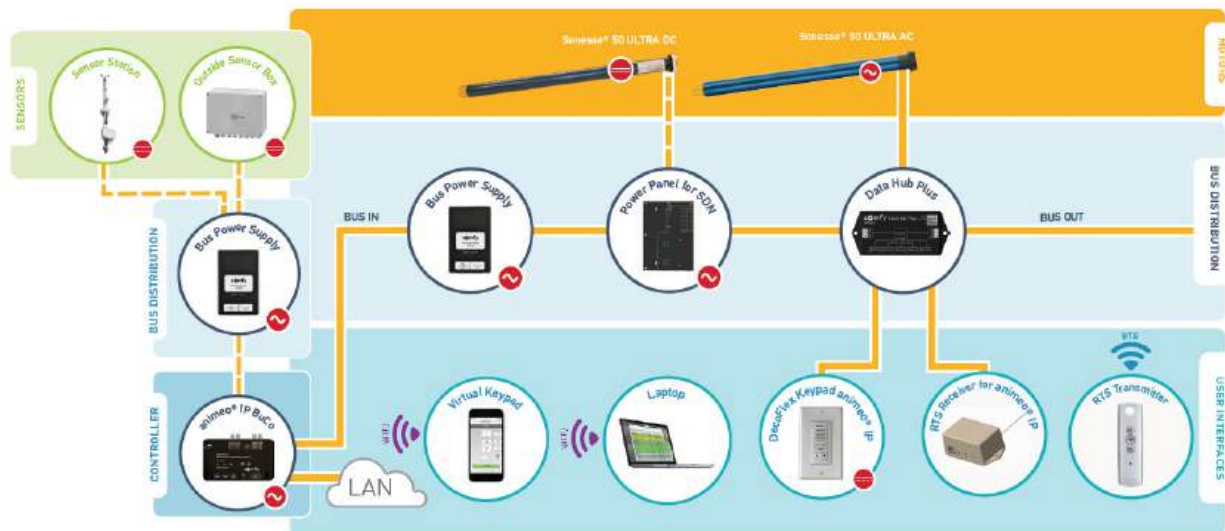 Sonesse® 50 ULTRA DC
Sonesse® 50 ULTRA AC
MOTORS
SENSORS
Sensor Station
Outside Sensor Box
BUS DISTRIBUTION
Bus Power Supply
somfy
BUS IN
Bus Power Supply
somfy
Power Panel for SDN
Data Hub Plus
somfy
BUS OUT
BUS DISTRIBUTION
CONTROLLER
animeo® IP BuCo
LAN
WIFI
Virtual Keypad
WIFI
Laptop
DecoFlex Keypad animeo® IP
RTS Receiver for animeo® IP
RTS
RTS Transmitter
USER INTERFACES